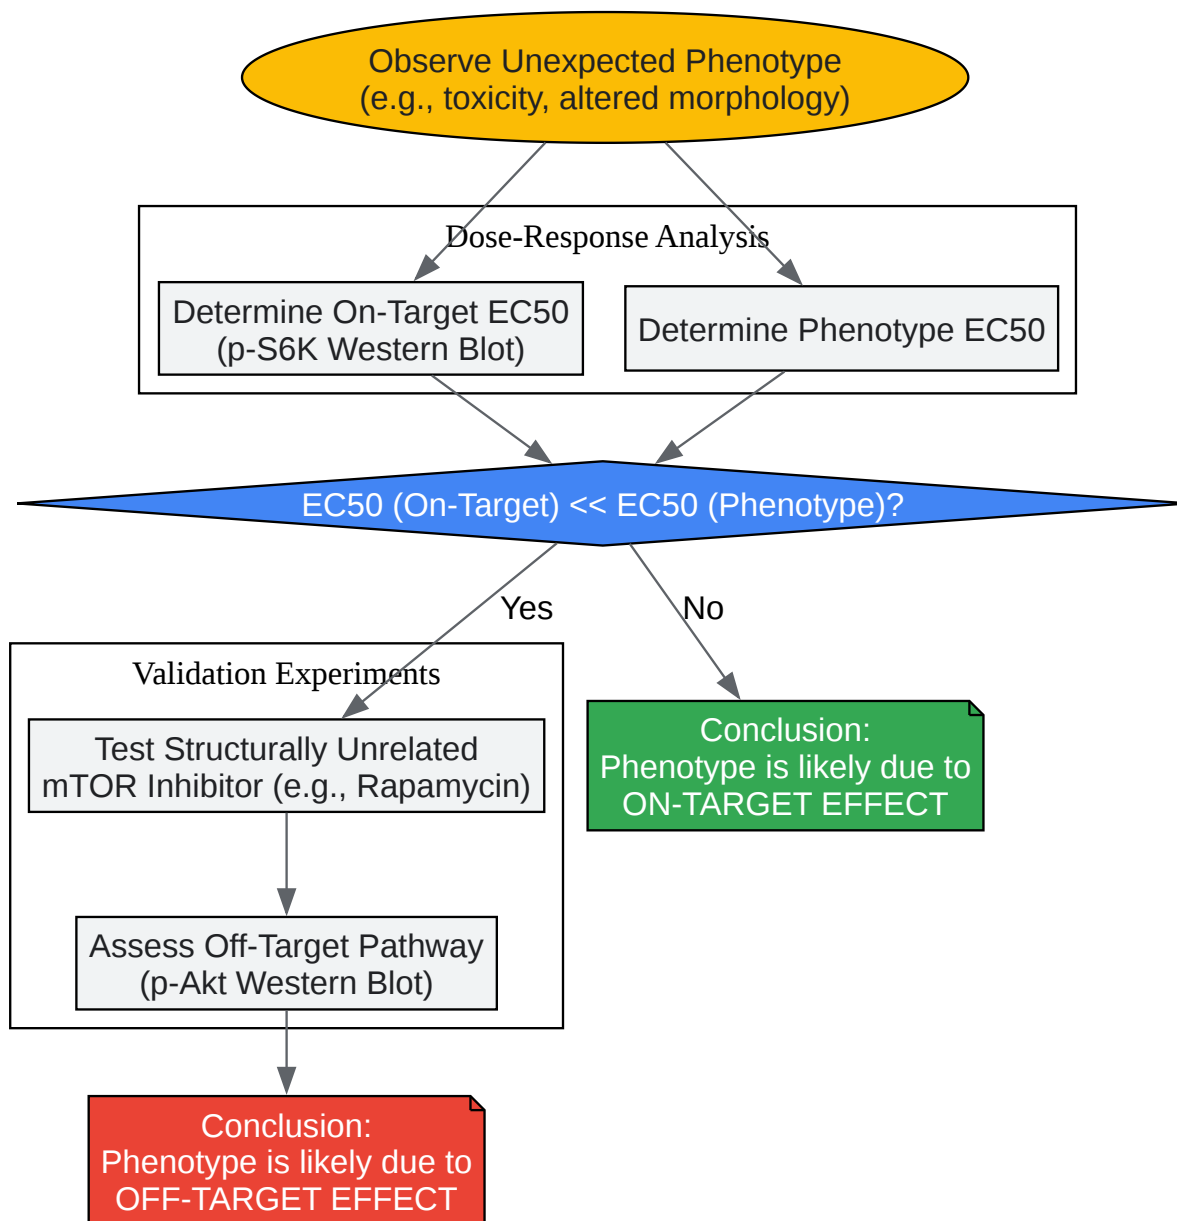 Observe Unexpected Phenotype
(e.g., toxicity, altered morphology)
Dose-Response Analysis
Determine On-Target EC50
(p-S6K Western Blot)
Determine Phenotype EC50
EC50 (On-Target) << EC50 (Phenotype)?
Yes
No
Validation Experiments
Test Structurally Unrelated
mTOR Inhibitor (e.g., Rapamycin)
Conclusion:
Phenotype is likely due to
ON-TARGET EFFECT
Assess Off-Target Pathway
(p-Akt Western Blot)
Conclusion:
Phenotype is likely due to
OFF-TARGET EFFECT